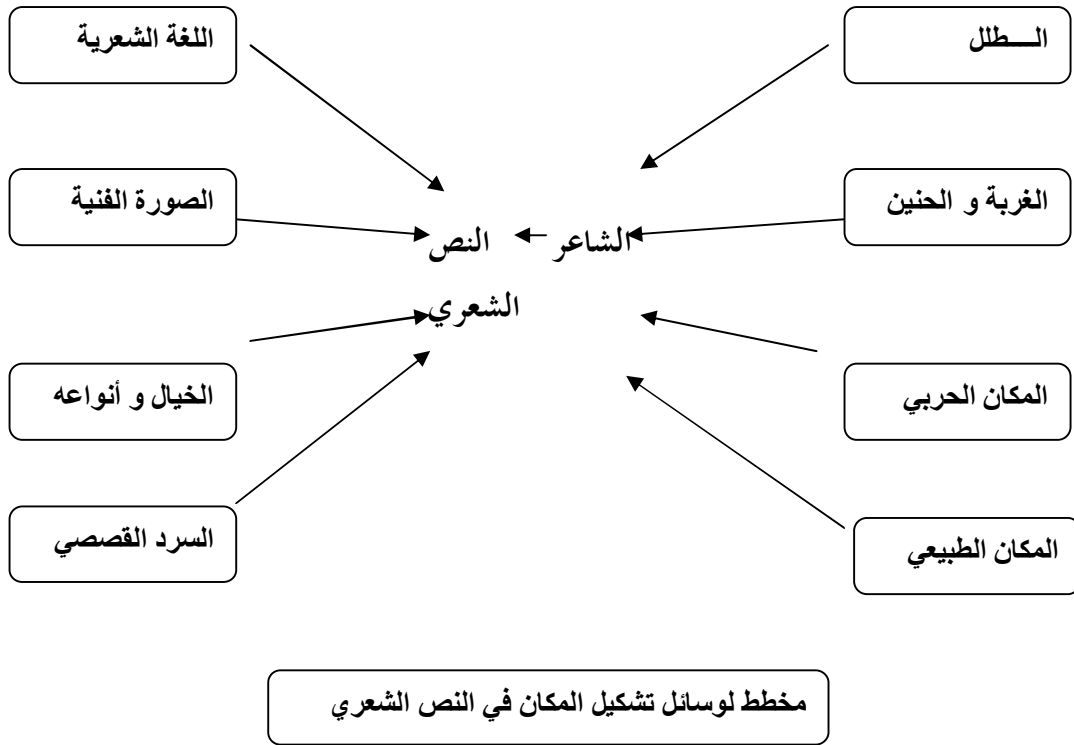 الـــطلل
اللغة الشعرية
الغربة و الحنين
الصورة الفنية
الشاعر
النص
الشعري
المكان الحربي
الخيال و أنواعه
المكان الطبيعي
السرد القصصي
مخطط لوسائل تشكيل المكان في النص الشعري